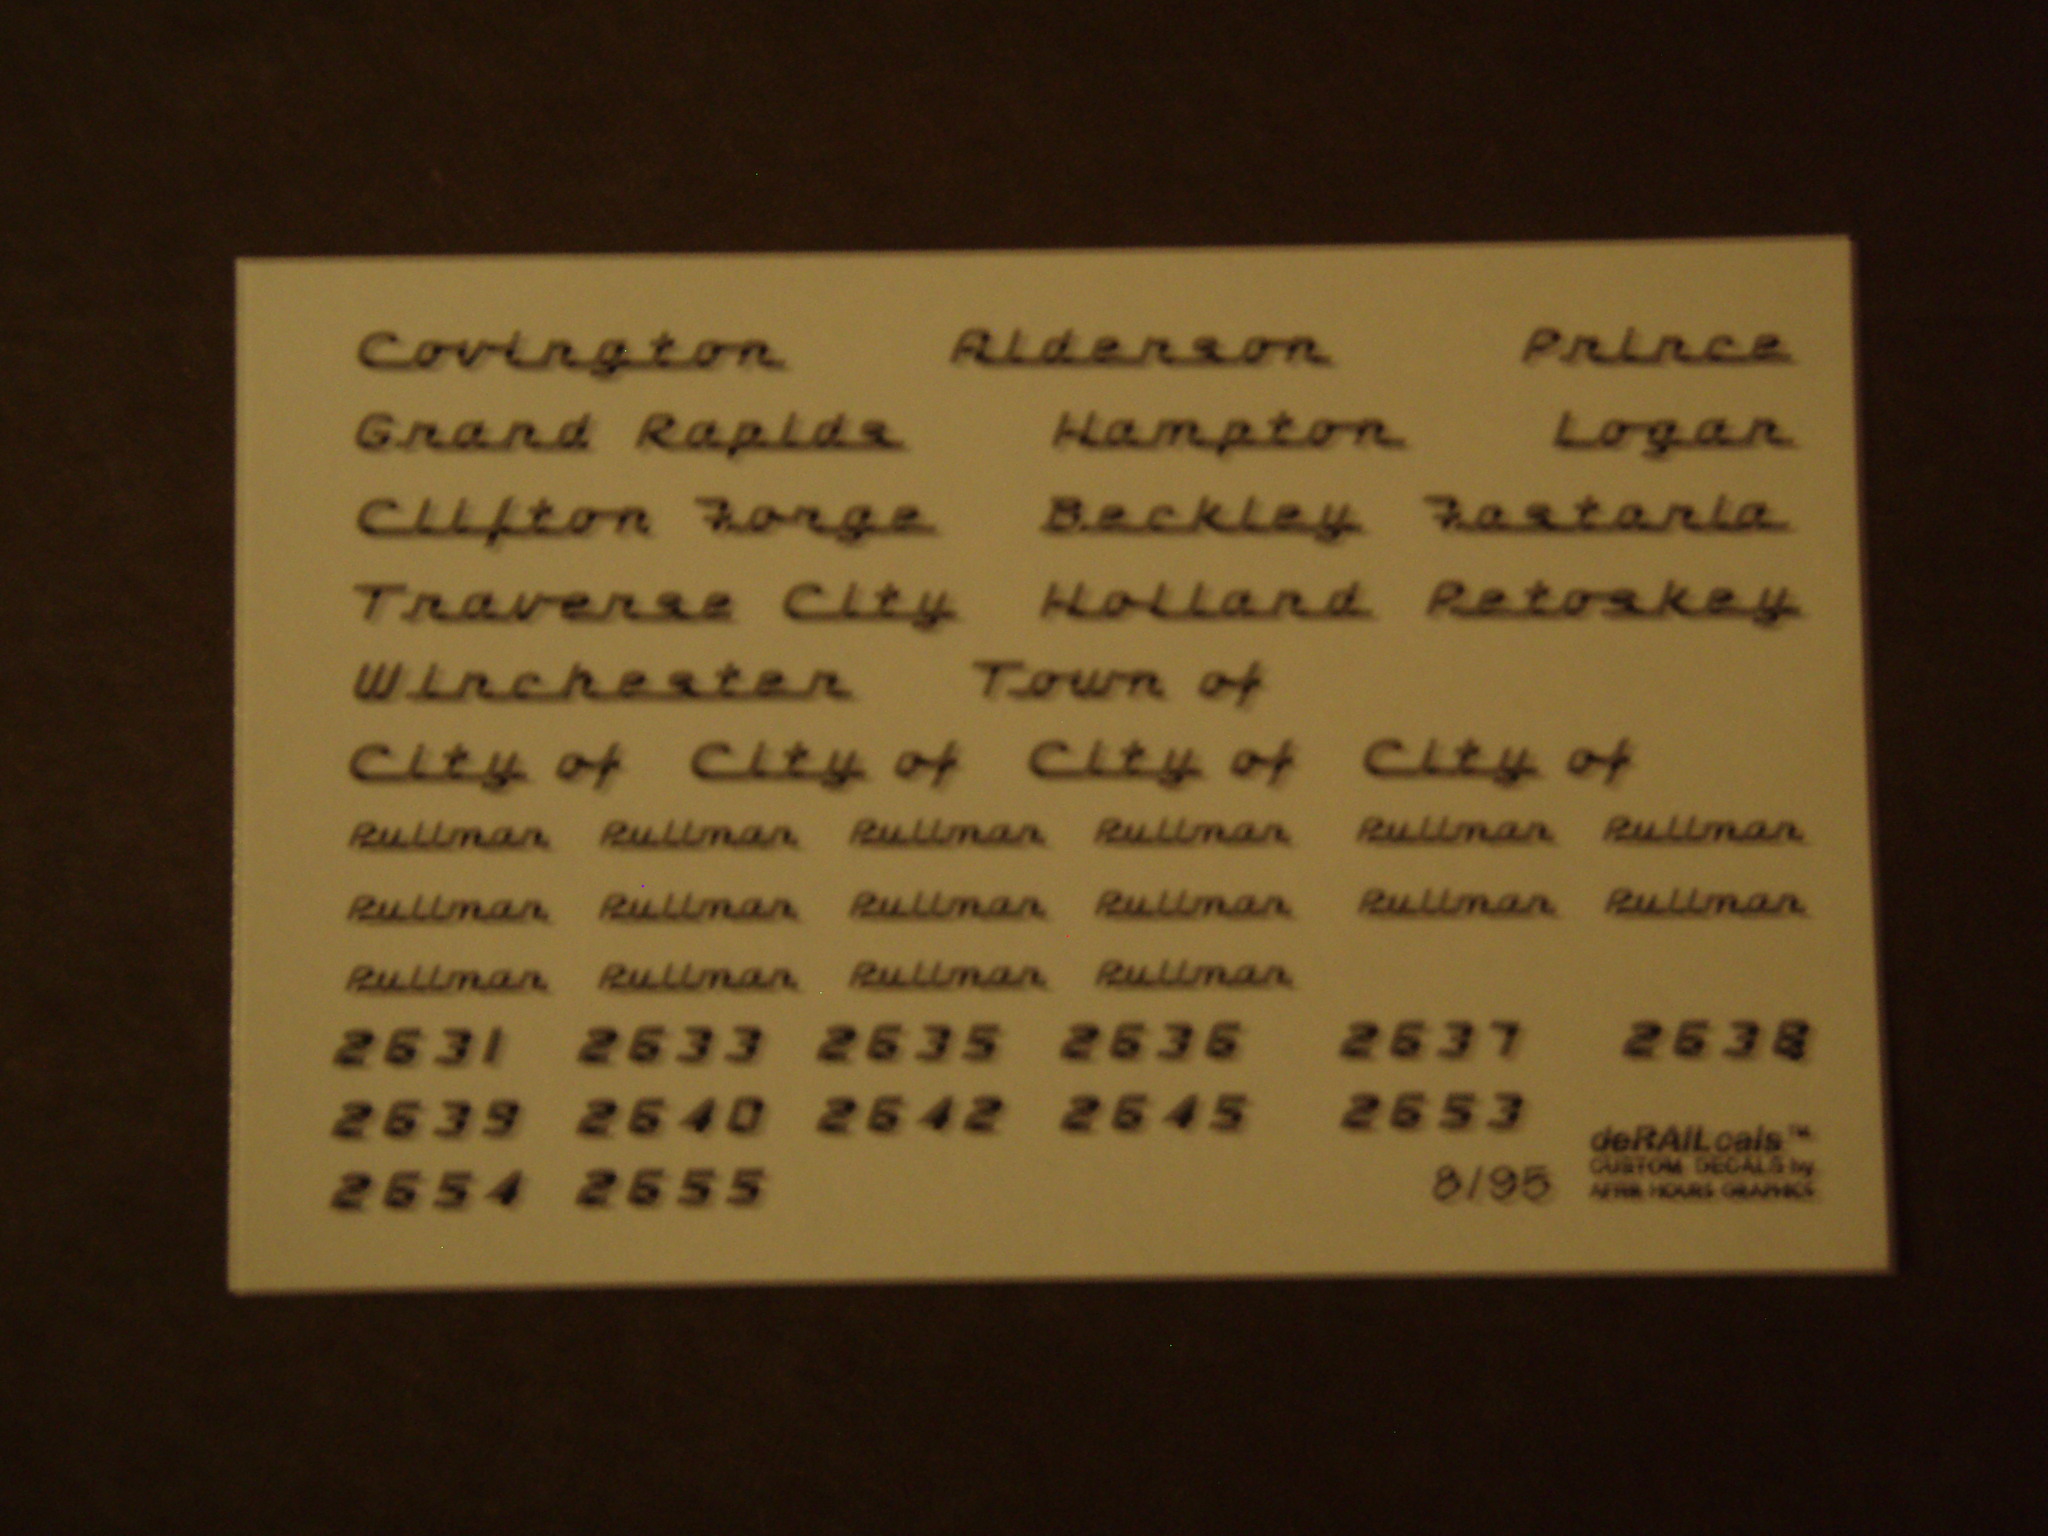 Covington Alderson Prince
Grand Rapids Hampton Logan
Clifton Forge Beckley Fostoria
Traverse City Holland Petoskey
Winchester Town of
City of City of City of City of
Pullman Pullman Pullman Pullman Pullman Pullman
Pullman Pullman Pullman Pullman Pullman Pullman
Pullman Pullman Pullman Pullman
2631 2633 2635 2636 2637 2638
2639 2640 2642 2645 2653
2654 2655 8/95
deRAILcals™
CUSTOM DECALS by
AFTER HOURS GRAPHICS